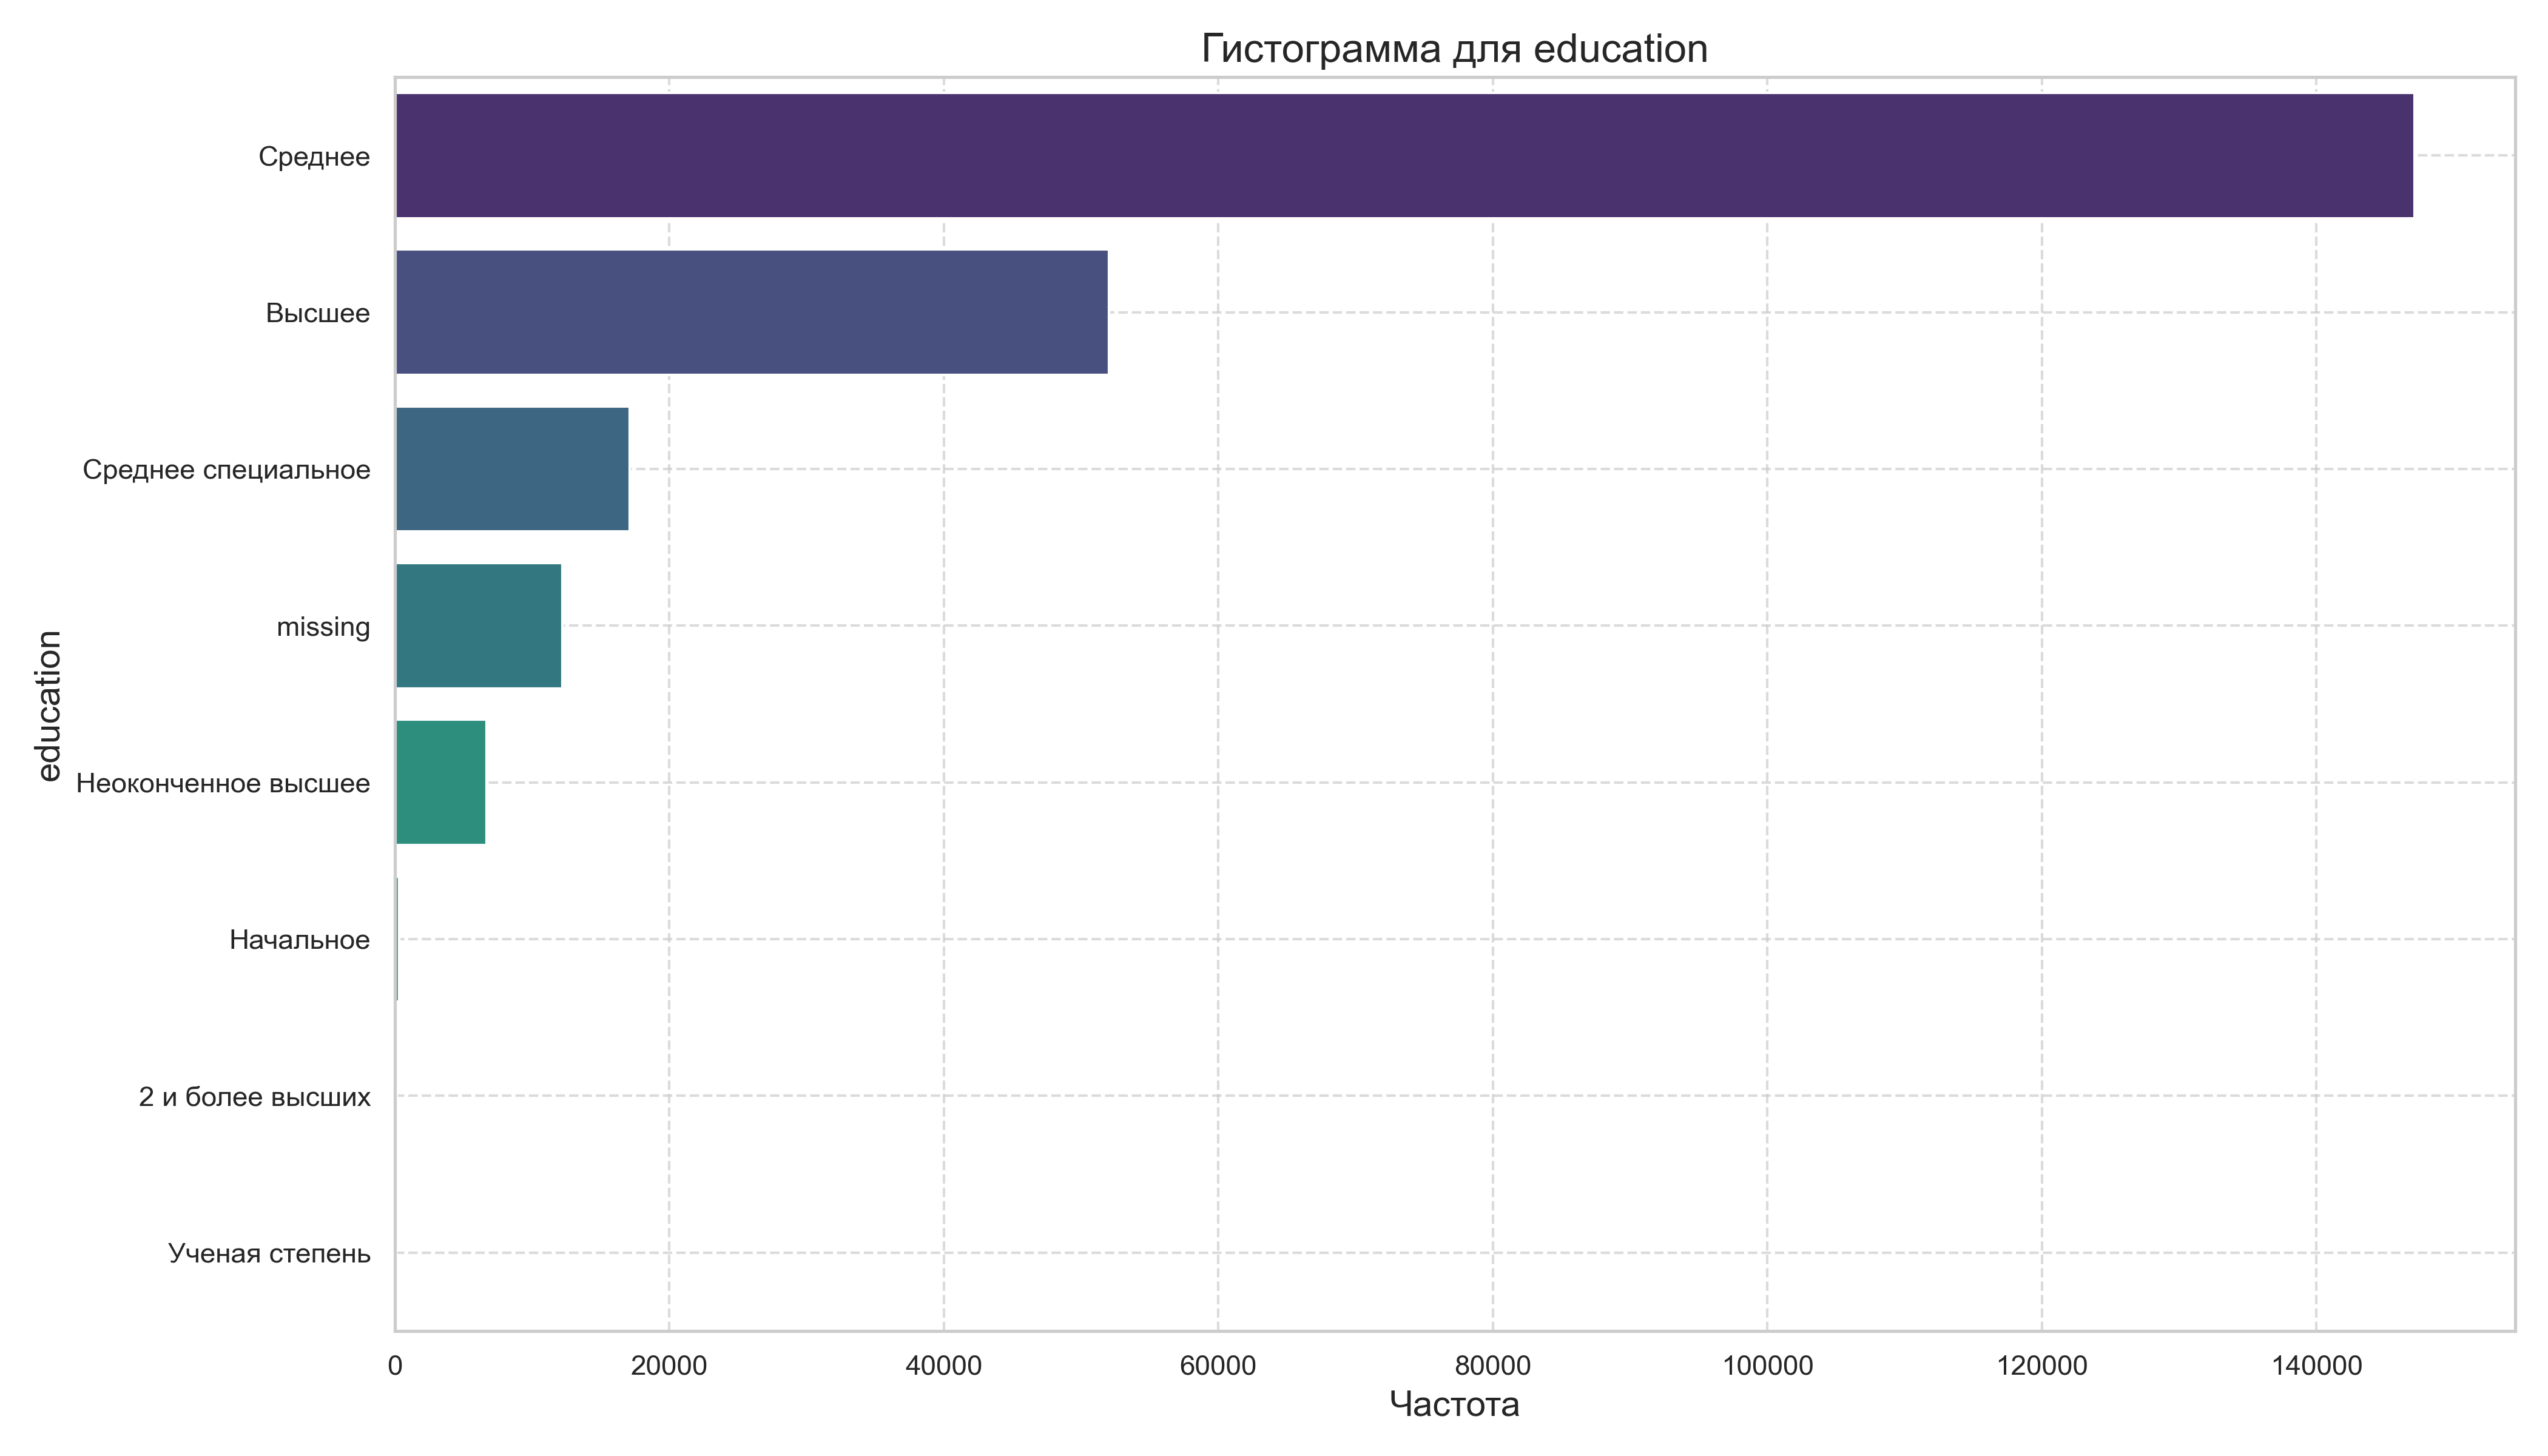 Гистограмма для education
education
Среднее
Высшее
Среднее специальное
missing
Неоконченное высшее
Начальное
2 и более высших
Ученая степень
0 20000 40000 60000 80000 100000 120000 140000
Частота